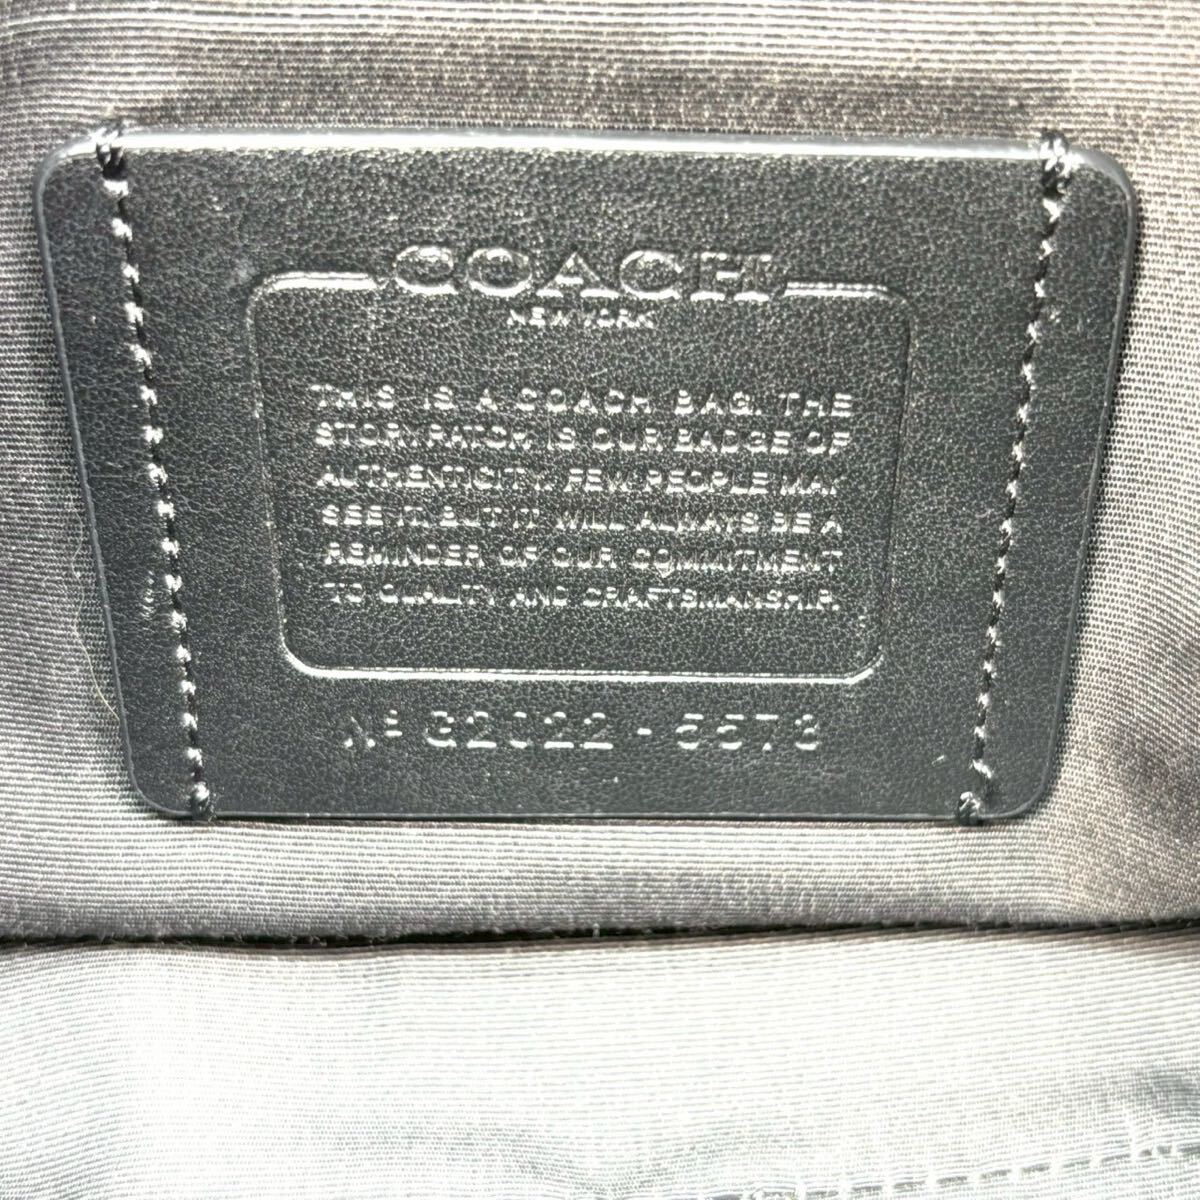 COACH
NEW YORK
THIS IS A COACH BAG. THE
STORYPATCH IS OUR BADGE OF
AUTHENTICITY. FEW PEOPLE MAY
SEE IT. BUT IT WILL ALWAYS BE A
REMINDER OF OUR COMMITMENT
TO QUALITY AND CRAFTSMANSHIP.
Nº G2022 - 5573